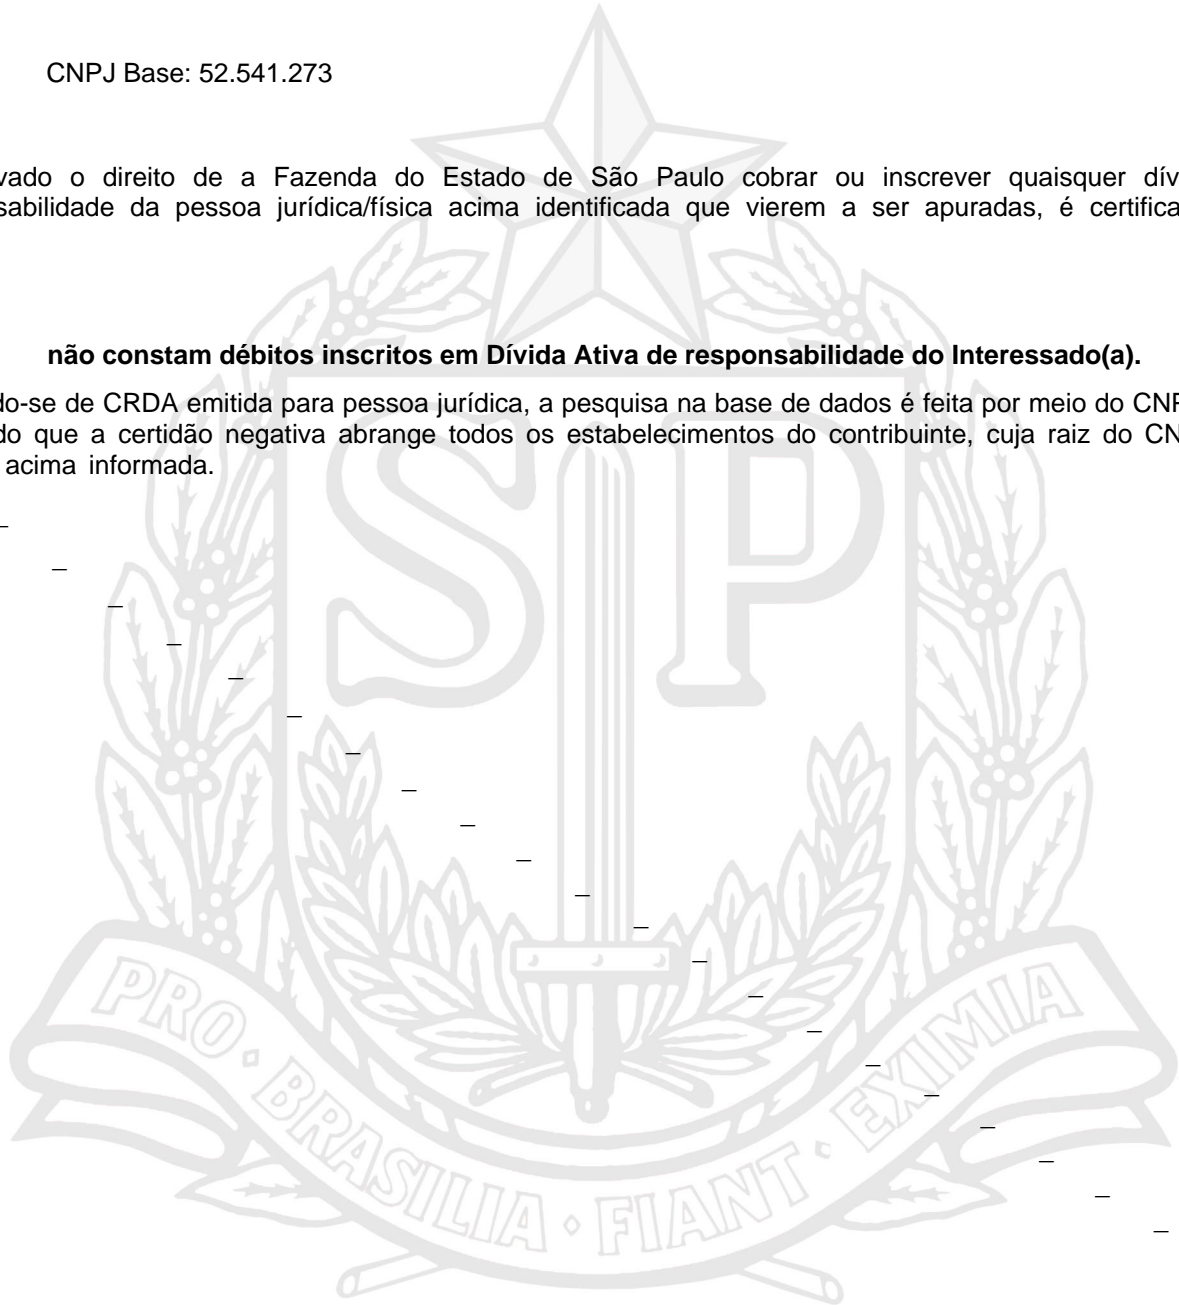 CNPJ Base: 52.541.273
vado o direito de a Fazenda do Estado de São Paulo cobrar ou inscrever quaisquer dív
sabilidade da pessoa jurídica/física acima identificada que vierem a ser apuradas, é certifica
não constam débitos inscritos em Dívida Ativa de responsabilidade do Interessado(a).
do-se de CRDA emitida para pessoa jurídica, a pesquisa na base de dados é feita por meio do CNP
do que a certidão negativa abrange todos os estabelecimentos do contribuinte, cuja raiz do CN
acima informada.
SP
PRO • BRASILIA • FIANT • EXIMIA